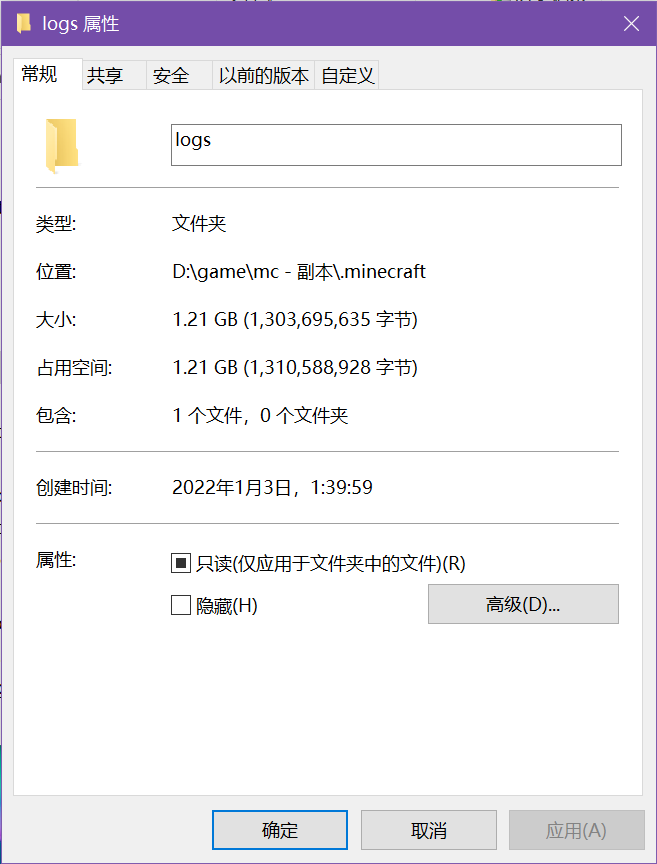 logs 属性
常规 共享 安全 以前的版本 自定义
logs
类型: 文件夹
位置: D:\game\mc - 副本\.minecraft
大小: 1.21 GB (1,303,695,635 字节)
占用空间: 1.21 GB (1,310,588,928 字节)
包含: 1 个文件，0 个文件夹
创建时间: 2022年1月3日，1:39:59
属性: 只读(仅应用于文件夹中的文件)(R)
隐藏(H) 高级(D)...
确定 取消 应用(A)